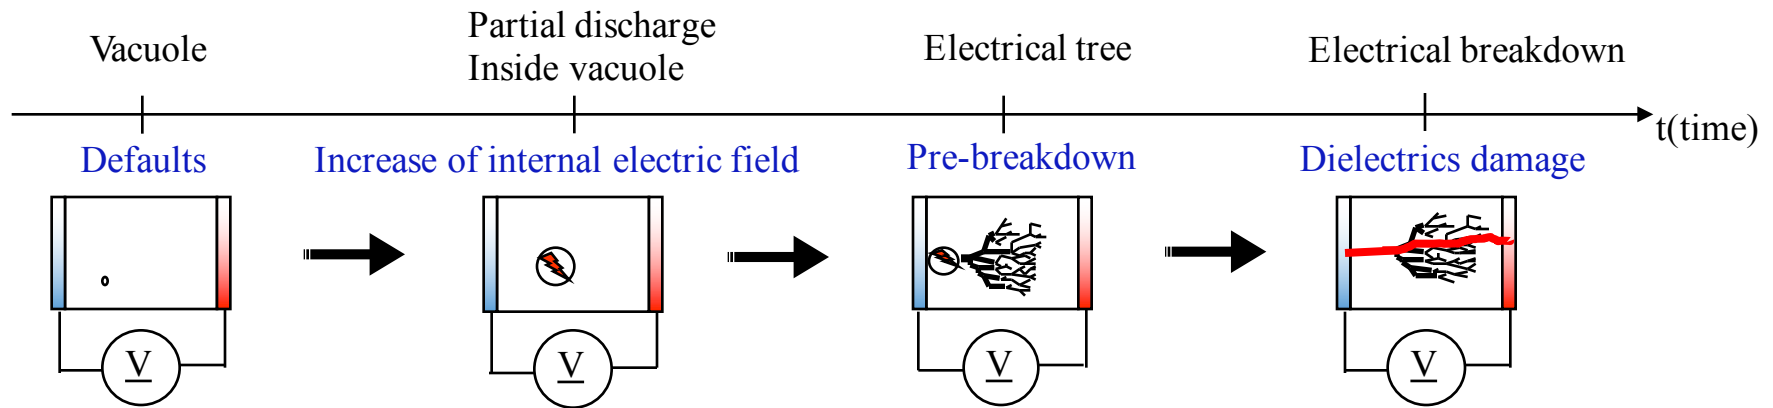 Vacuole
Partial discharge
Inside vacuole
Electrical tree
Electrical breakdown
t(time)
Defaults
Increase of internal electric field
Pre-breakdown
Dielectrics damage
V
V
V
V